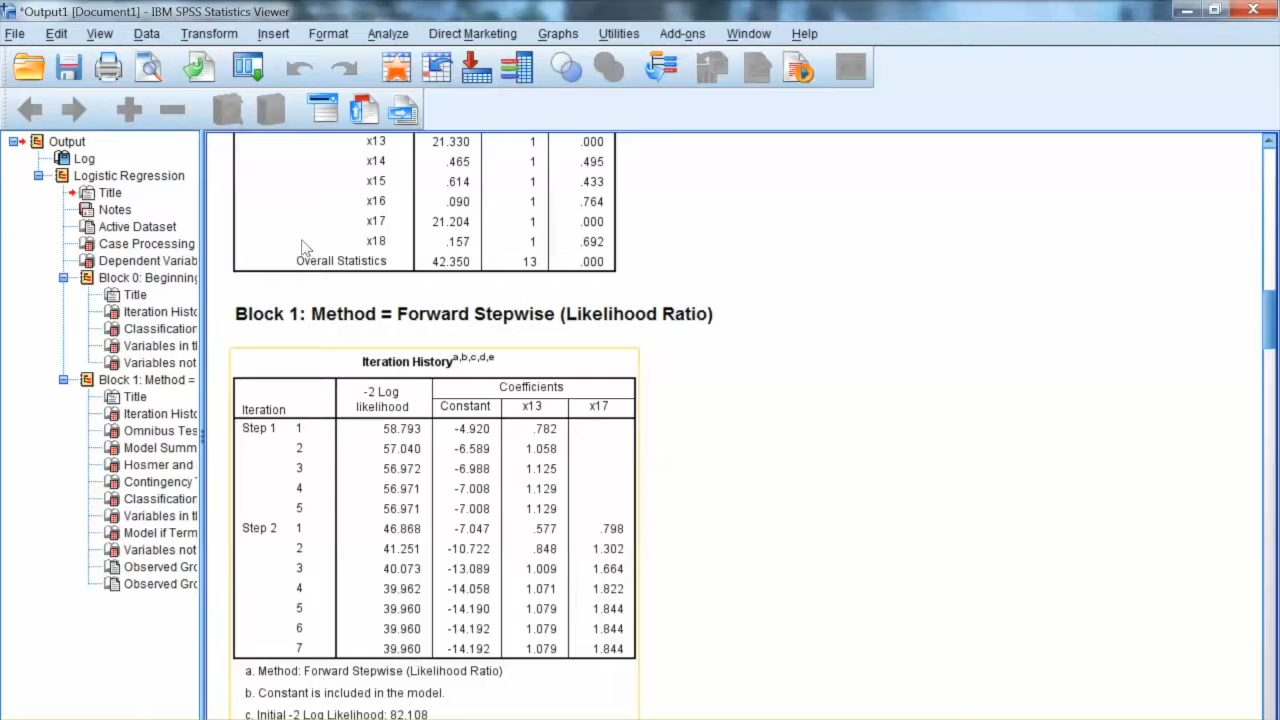 *Output1 [Document1] - IBM SPSS Statistics Viewer
File Edit View Data Transform Insert Format Analyze Direct Marketing Graphs Utilities Add-ons Window Help
Output
Log
Logistic Regression
Title
Notes
Active Dataset
Case Processing
Dependent Variab
Block 0: Beginning
Title
Iteration Histo
Classification
Variables in t
Variables not
Block 1: Method =
Title
Iteration Histo
Omnibus Tes
Model Summ
Hosmer and
Contingency
Classification
Variables in t
Model if Term
Variables not
Observed Gro
Observed Gro
x13 21.330 1 .000
x14 .465 1 .495
x15 .614 1 .433
x16 .090 1 .764
x17 21.204 1 .000
x18 .157 1 .692
Overall Statistics 42.350 13 .000
Block 1: Method = Forward Stepwise (Likelihood Ratio)
Iteration History a,b,c,d,e
Iteration -2 Log likelihood Coefficients
Constant x13 x17
Step 1 1 58.793 -4.920 .782
2 57.040 -6.589 1.058
3 56.972 -6.988 1.125
4 56.971 -7.008 1.129
5 56.971 -7.008 1.129
Step 2 1 46.868 -7.047 .577 .798
2 41.251 -10.722 .848 1.302
3 40.073 -13.089 1.009 1.664
4 39.962 -14.058 1.071 1.822
5 39.960 -14.190 1.079 1.844
6 39.960 -14.192 1.079 1.844
7 39.960 -14.192 1.079 1.844
a. Method: Forward Stepwise (Likelihood Ratio)
b. Constant is included in the model.
c. Initial -2 Log Likelihood: 82.108